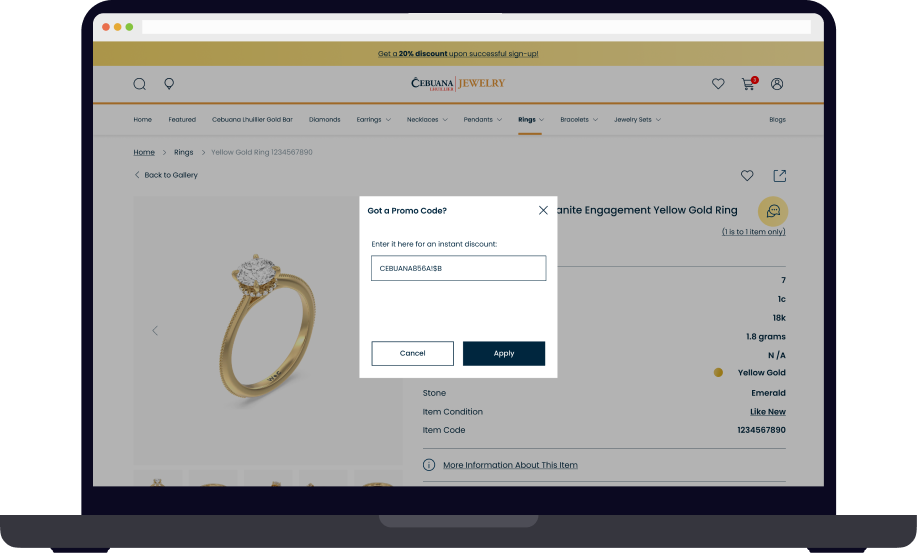 Get a 20% discount upon successful sign-up!
CEBUANA LHUILLIER JEWELRY
3
Home Featured Cebuana Lhuillier Gold Bar Diamonds Earrings Necklaces Pendants Rings Bracelets Jewelry Sets Blogs
Home > Rings > Yellow Gold Ring 1234567890
Back to Gallery
Got a Promo Code?
anite Engagement Yellow Gold Ring
(1 is to 1 item only)
Enter it here for an instant discount:
CEBUANAB56A!$B
7
1c
18k
1.8 grams
N /A
Cancel
Apply
Yellow Gold
Stone Emerald
Item Condition Like New
Item Code 1234567890
More Information About This Item